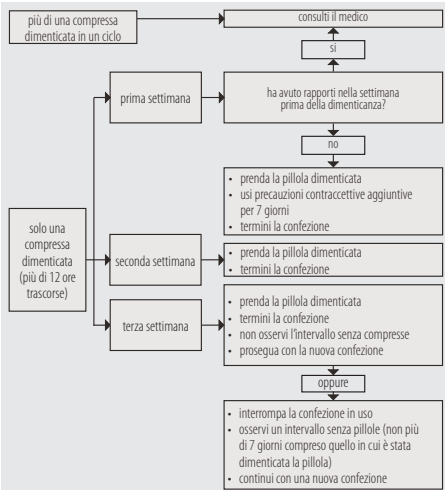 più di una compressa
dimenticata in un ciclo
consulti il medico
si
prima settimana
ha avuto rapporti nella settimana
prima della dimenticanza?
no
• prenda la pillola dimenticata
• usi precauzioni contraccettive aggiuntive
per 7 giorni
• termini la confezione
solo una
compressa
dimenticata
(più di 12 ore
trascorse)
seconda settimana
• prenda la pillola dimenticata
• termini la confezione
terza settimana
• prenda la pillola dimenticata
• termini la confezione
• non osservi l'intervallo senza compresse
• prosegua con la nuova confezione
oppure
• interrompa la confezione in uso
• osservi un intervallo senza pillole (non più
di 7 giorni compreso quello in cui è stata
dimenticata la pillola)
• continui con una nuova confezione